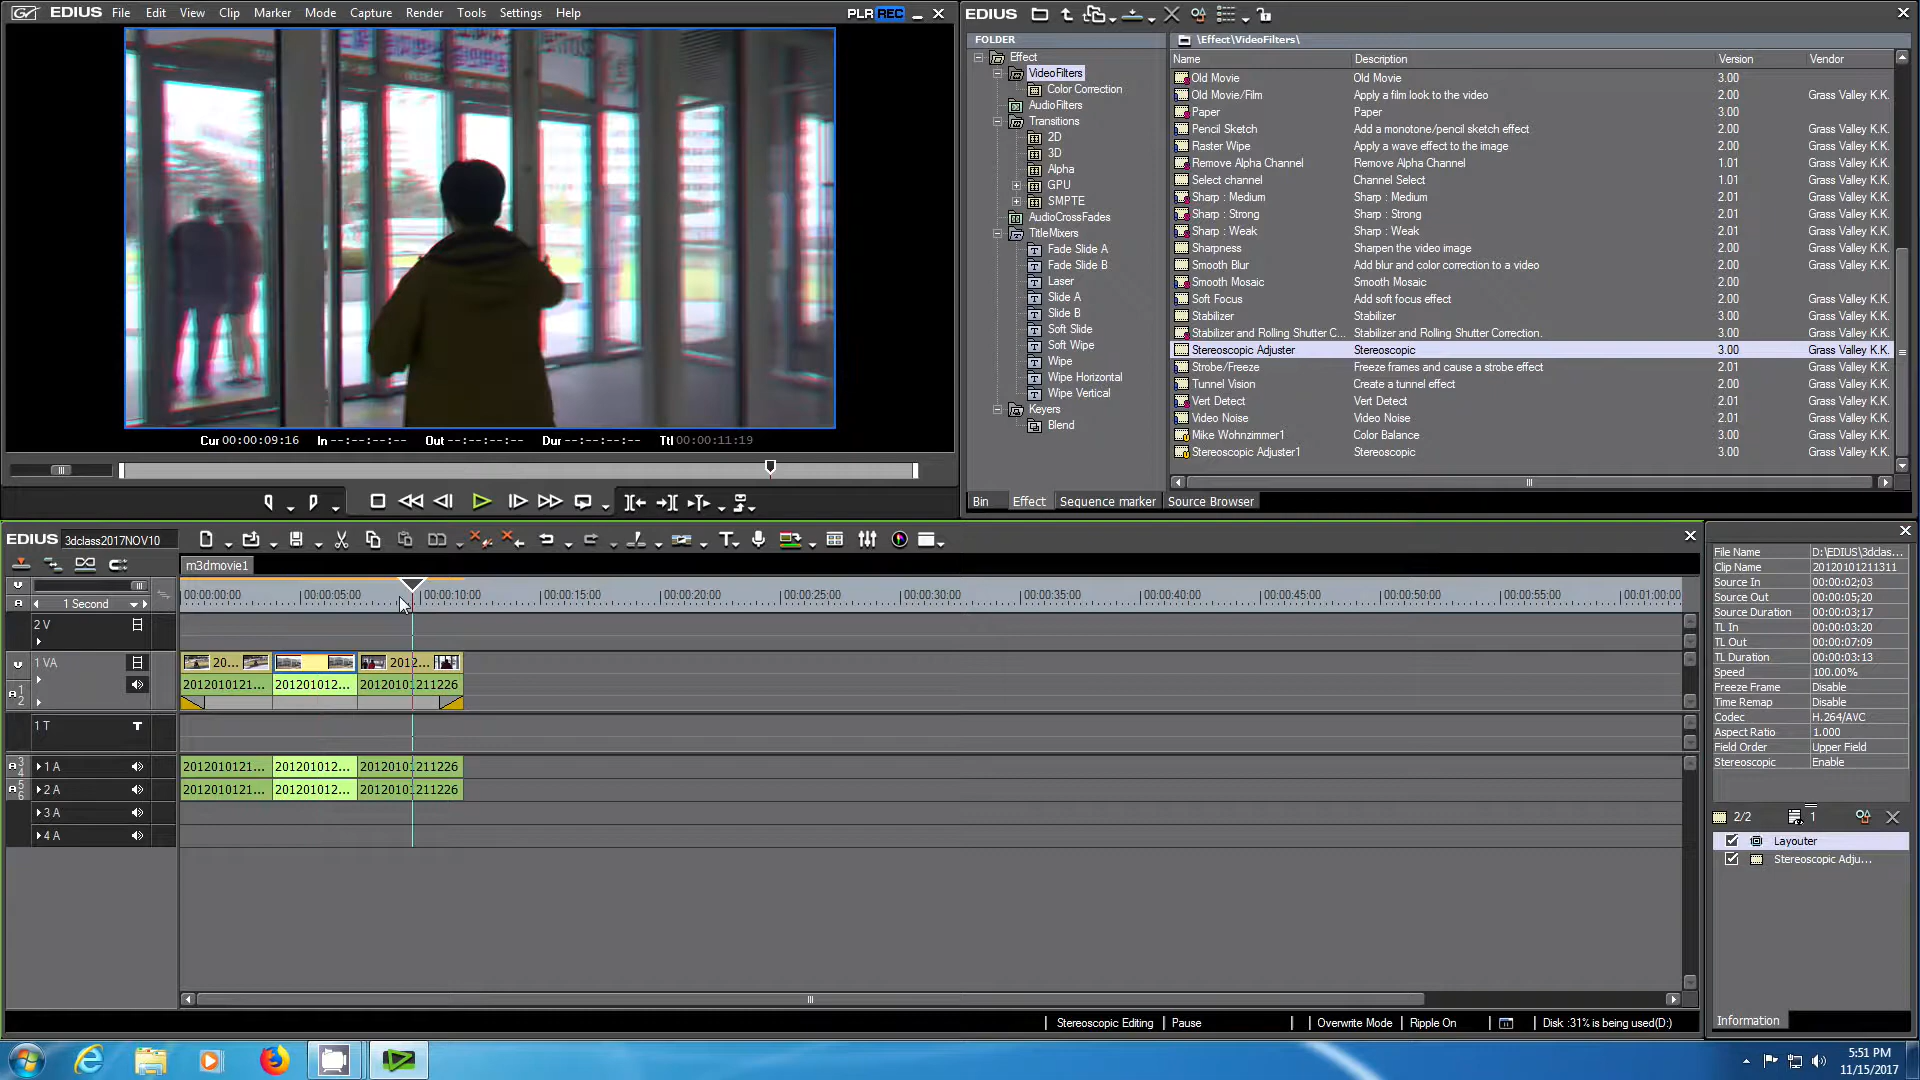 EDIUS File Edit View Clip Marker Mode Capture Render Tools Settings Help PLR REC
Cur 00:00:09:16 In --:--:--:-- Out --:--:--:-- Dur --:--:--:-- Ttl 00:00:11:19
EDIUS
FOLDER
Effect
VideoFilters
Color Correction
AudioFilters
Transitions
2D
3D
Alpha
GPU
SMPTE
AudioCrossFades
TitleMixers
Fade Slide A
Fade Slide B
Laser
Slide A
Slide B
Soft Slide
Soft Wipe
Wipe
Wipe Horizontal
Wipe Vertical
Keyers
Blend
\Effect\VideoFilters\
Name Description Version Vendor
Old Movie Old Movie 3.00
Old Movie/Film Apply a film look to the video 2.00 Grass Valley K.K.
Paper Paper 3.00
Pencil Sketch Add a monotone/pencil sketch effect 2.00 Grass Valley K.K.
Raster Wipe Apply a wave effect to the image 2.00 Grass Valley K.K.
Remove Alpha Channel Remove Alpha Channel 1.01 Grass Valley K.K.
Select channel Channel Select 1.01 Grass Valley K.K.
Sharp : Medium Sharp : Medium 2.01 Grass Valley K.K.
Sharp : Strong Sharp : Strong 2.01 Grass Valley K.K.
Sharp : Weak Sharp : Weak 2.01 Grass Valley K.K.
Sharpness Sharpen the video image 2.00 Grass Valley K.K.
Smooth Blur Add blur and color correction to a video 2.00 Grass Valley K.K.
Smooth Mosaic Smooth Mosaic 3.00
Soft Focus Add soft focus effect 2.00 Grass Valley K.K.
Stabilizer Stabilizer 3.00 Grass Valley K.K.
Stabilizer and Rolling Shutter C... Stabilizer and Rolling Shutter Correction. 3.00 Grass Valley K.K.
Stereoscopic Adjuster Stereoscopic 3.00 Grass Valley K.K.
Strobe/Freeze Freeze frames and cause a strobe effect 2.01 Grass Valley K.K.
Tunnel Vision Create a tunnel effect 2.00 Grass Valley K.K.
Vert Detect Vert Detect 2.01 Grass Valley K.K.
Video Noise Video Noise 2.01 Grass Valley K.K.
Mike Wohnzimmer1 Color Balance 3.00 Grass Valley K.K.
Stereoscopic Adjuster1 Stereoscopic 3.00 Grass Valley K.K.
Bin Effect Sequence marker Source Browser
EDIUS 3dclass2017NOV10
m3dmovie1
1 Second 00:00:00:00 00:00:05:00 00:00:10:00 00:00:15:00 00:00:20:00 00:00:25:00 00:00:30:00 00:00:35:00 00:00:40:00 00:00:45:00 00:00:50:00 00:00:55:00 00:01:00:00
2 V
1 VA 20... 2012...
1 2 2012010121... 201201012... 20120101211226
1 T T
3 4 1 A 2012010121... 201201012... 20120101211226
5 6 2 A 2012010121... 201201012... 20120101211226
3 A
4 A
Stereoscopic Editing Pause Overwrite Mode Ripple On Disk :31% is being used(D:)
File Name D:\EDIUS\3dclas...
Clip Name 20120101211311
Source In 00:00:02;03
Source Out 00:00:05;20
Source Duration 00:00:03;17
TL In 00:00:03:20
TL Out 00:00:07:09
TL Duration 00:00:03:13
Speed 100.00%
Freeze Frame Disable
Time Remap Disable
Codec H.264/AVC
Aspect Ratio 1.000
Field Order Upper Field
Stereoscopic Enable
2/2 1
Layouter
Stereoscopic Adju...
Information
5:51 PM
11/15/2017